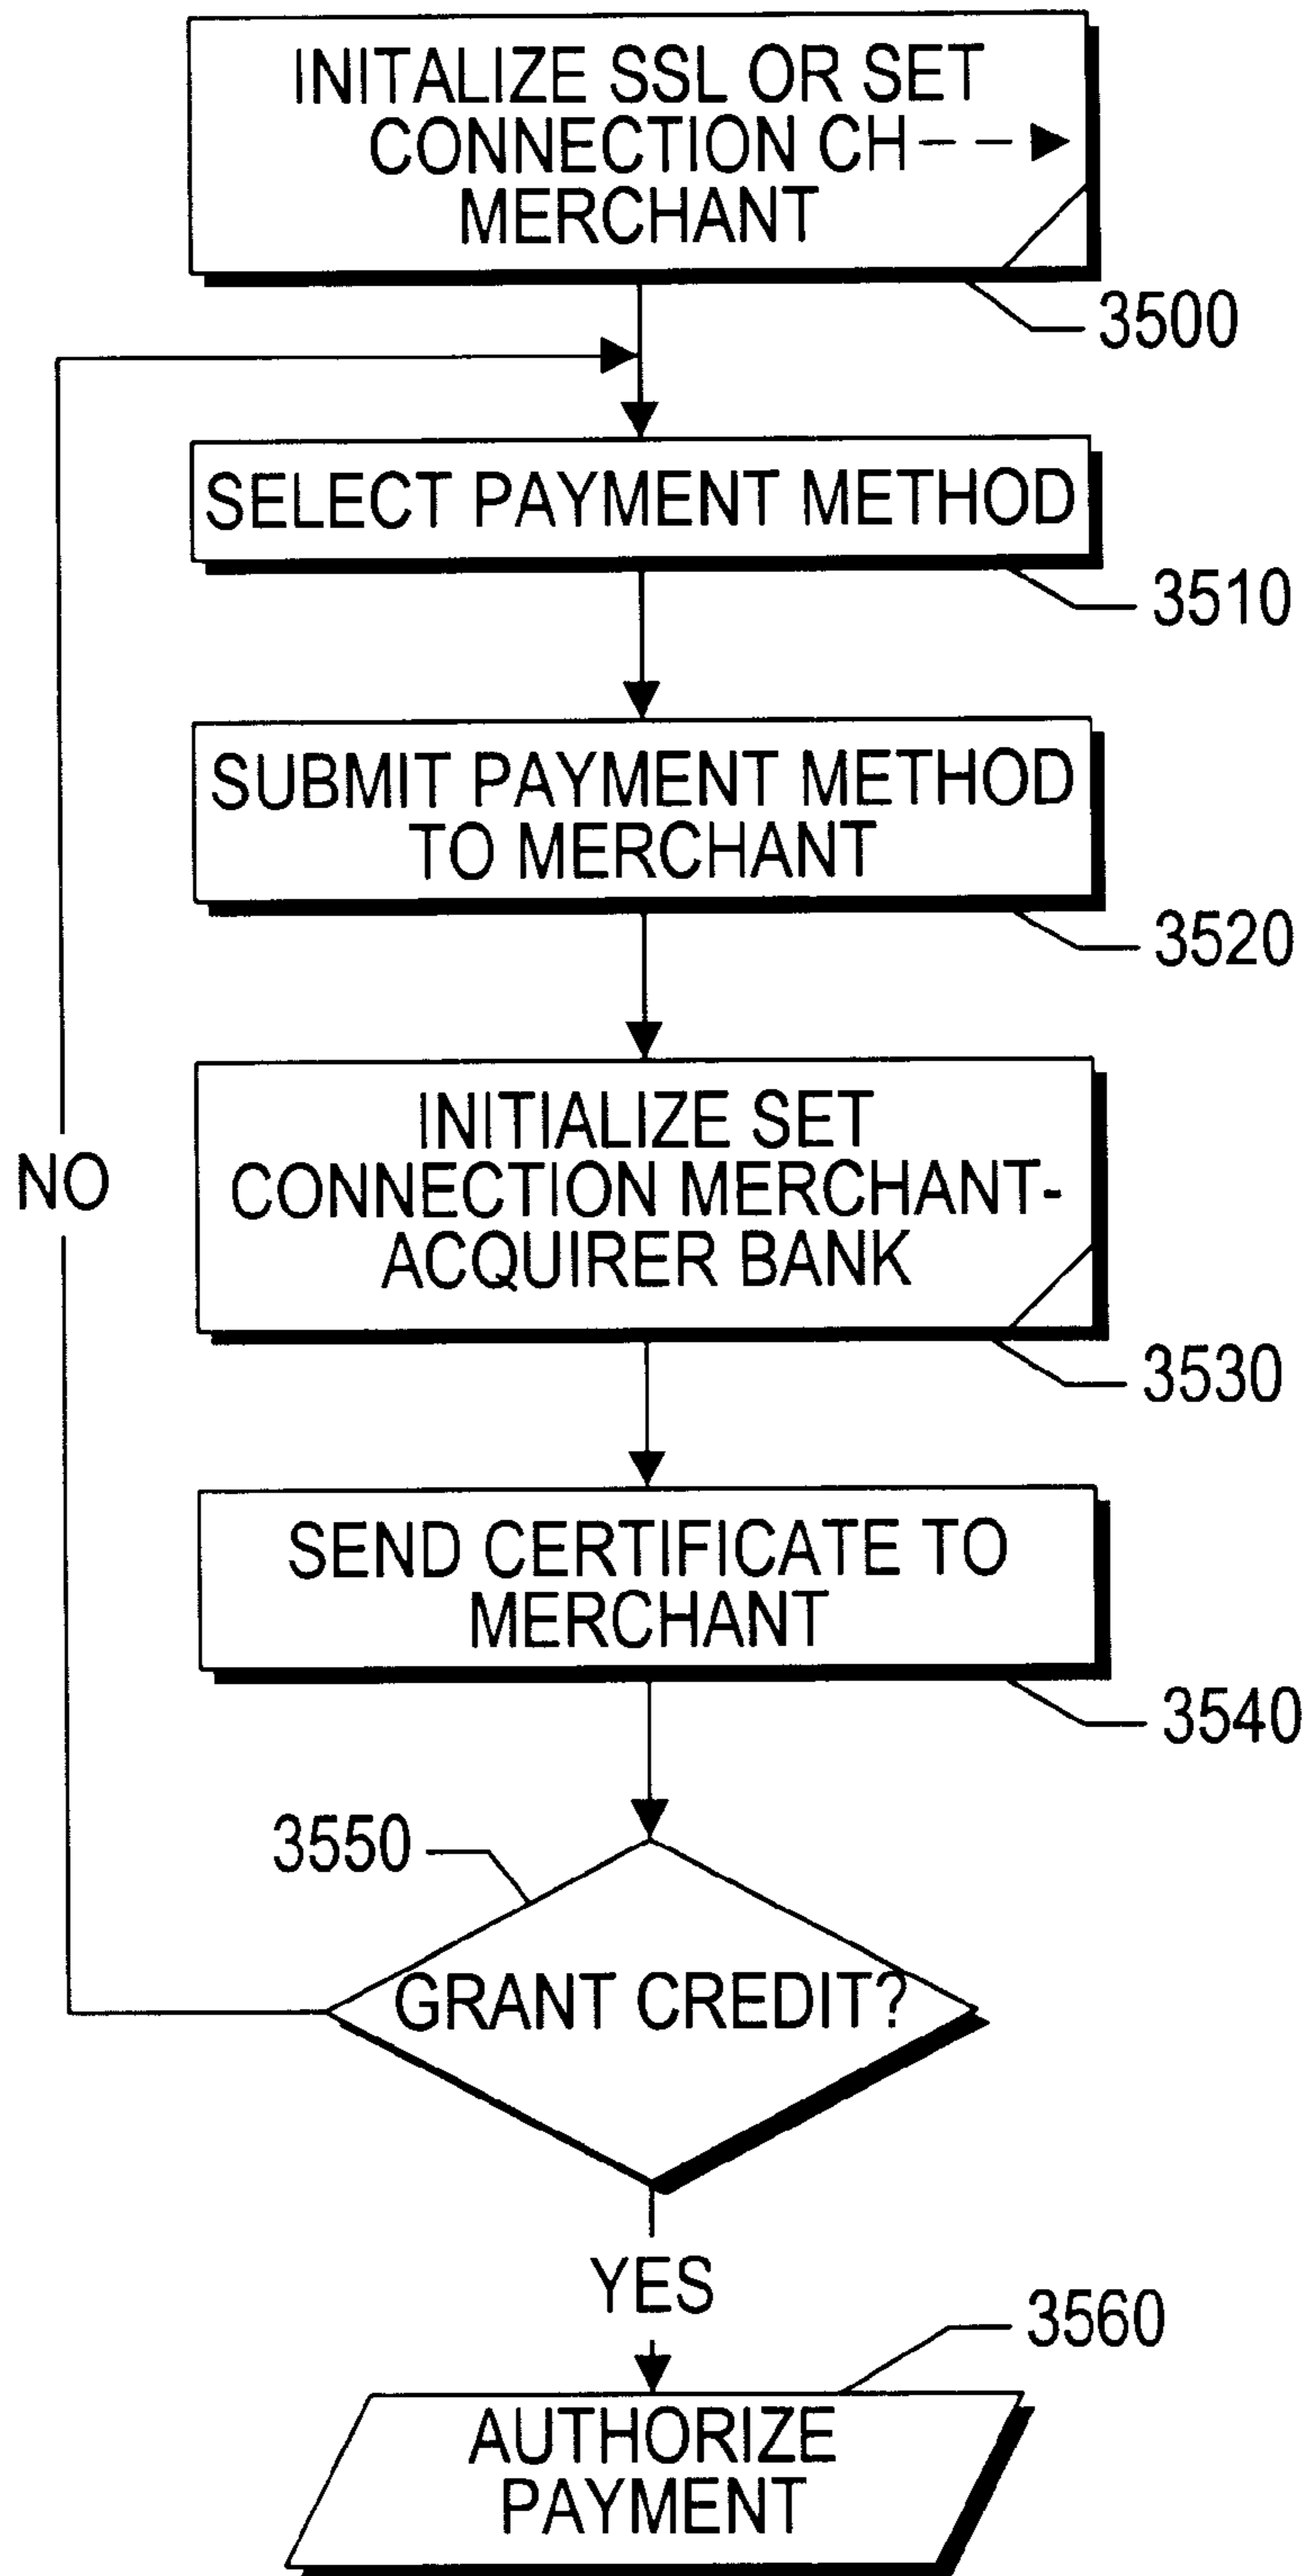 INITALIZE SSL OR SET
CONNECTION CH
MERCHANT
3500
SELECT PAYMENT METHOD
3510
SUBMIT PAYMENT METHOD
TO MERCHANT
3520
INITIALIZE SET
CONNECTION MERCHANT-
ACQUIRER BANK
3530
NO
SEND CERTIFICATE TO
MERCHANT
3540
3550
GRANT CREDIT?
YES
3560
AUTHORIZE
PAYMENT